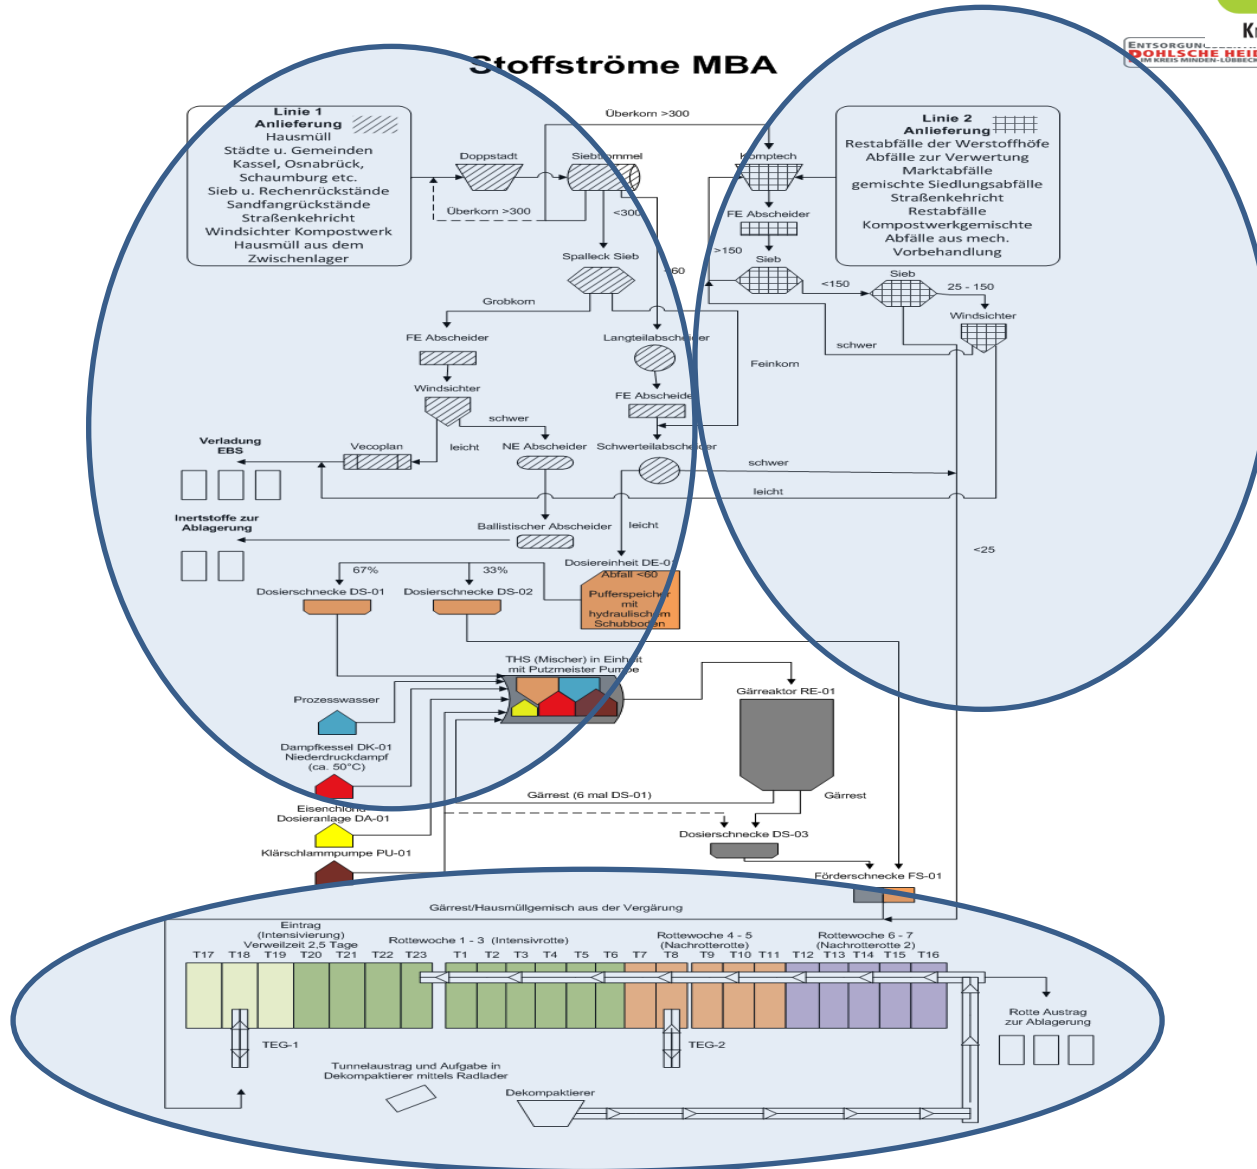 Stoffströme MBA
ENTSORGUN
POHLSCHE HEIDE
IM KREIS MINDEN-LÜBBECKE
Linie 1
Anlieferung
Hausmüll
Städte u. Gemeinden
Kassel, Osnabrück,
Schaumburg etc.
Sieb u. Rechenrückstände
Sandfangrückstände
Straßenkehricht
Windsichter Kompostwerk
Hausmüll aus dem
Zwischenlager
Doppstadt
Siebtrommel
Überkorn >300
Überkorn >300
<300
<60
Komptech
Linie 2
Anlieferung
Restabfälle der Werstoffhöfe
Abfälle zur Verwertung
Marktabfälle
gemischte Siedlungsabfälle
Straßenkehricht
Restabfälle
Kompostwerkgemischte
Abfälle aus mech.
Vorbehandlung
FE Abscheider
>150
Sieb
<150
Sieb
25 - 150
Windsichter
schwer
Spalleck Sieb
Grobkorn
FE Abscheider
Langteilabscheider
Feinkorn
Windsichter
FE Abscheider
schwer
leicht
Verladung
EBS
Vecoplan
NE Abscheider
Schwerteilabscheider
schwer
leicht
Inertstoffe zur
Ablagerung
Ballistischer Abscheider
leicht
<25
67%
33%
Dosiereinheit DE-0
Abfall <60
Pufferspeicher
mit
hydraulischem
Schubboden
Dosierschnecke DS-01
Dosierschnecke DS-02
THS (Mischer) in Einheit
mit Putzmeister Pumpe
Prozesswasser
Gärreaktor RE-01
Dampfkessel DK-01
Niederdruckdampf
(ca. 50°C)
Gärrest (6 mal DS-01)
Gärrest
Eisenchlorid
Dosieranlage DA-01
Dosierschnecke DS-03
Klärschlammpumpe PU-01
Förderschnecke FS-01
Gärrest/Hausmüllgemisch aus der Vergärung
Eintrag
(Intensivierung)
Verweilzeit 2,5 Tage
Rottewoche 1 - 3 (Intensivrotte)
Rottewoche 4 - 5
(Nachrotterotte)
Rottewoche 6 - 7
(Nachrotterotte 2)
T17 T18 T19 T20 T21 T22 T23 T1 T2 T3 T4 T5 T6 T7 T8 T9 T10 T11 T12 T13 T14 T15 T16
TEG-1
TEG-2
Rotte Austrag
zur Ablagerung
Tunnelaustrag und Aufgabe in
Dekompaktierer mittels Radlader
Dekompaktierer